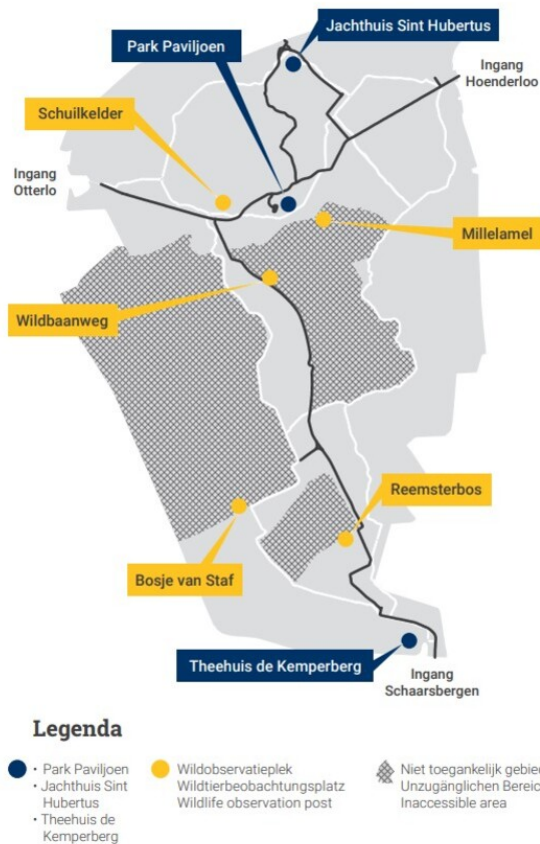 Jachthuis Sint Hubertus
Park Paviljoen
Ingang
Hoenderloo
Schuilkelder
Ingang
Otterlo
Millelamel
Wildbaanweg
Reemsterbos
Bosje van Staf
Theehuis de Kemperberg
Ingang
Schaarsbergen
Legenda
• Park Paviljoen
• Jachthuis Sint
Hubertus
• Theehuis de
Kemperberg
Wildobservatieplek
Wildtierbeobachtungsplatz
Wildlife observation post
Niet toegankelijk gebied
Unzugänglichen Bereic
Inaccessible area